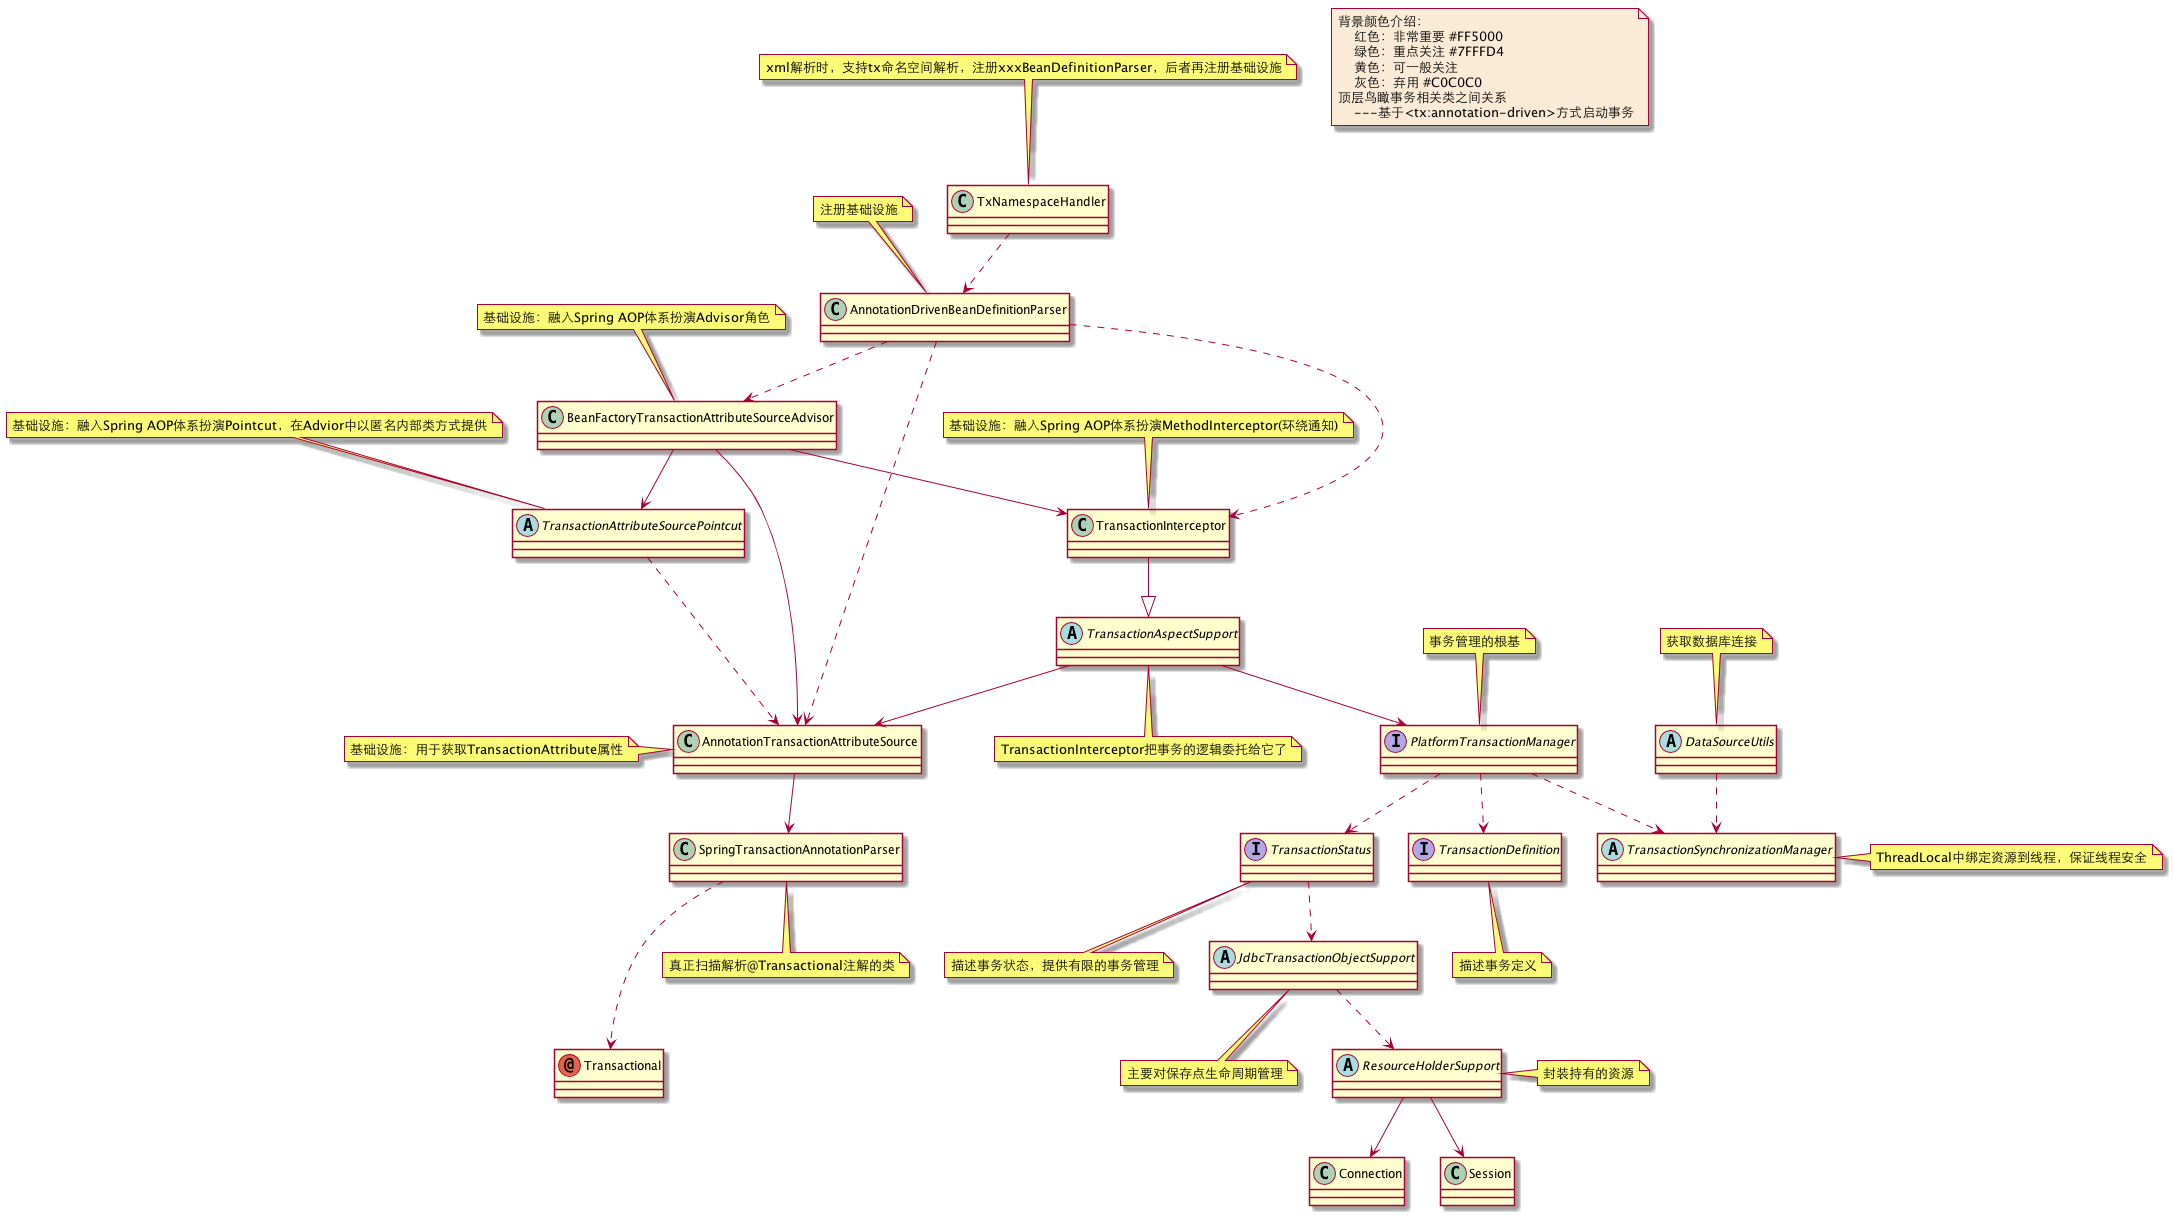 背景颜色介绍：
红色：非常重要 #FF5000
绿色：重点关注 #7FFFD4
黄色：可一般关注
灰色：弃用 #C0C0C0
顶层鸟瞰事务相关类之间关系
---基于<tx:annotation-driven>方式启动事务
xml解析时，支持tx命名空间解析，注册xxxBeanDefinitionParser，后者再注册基础设施
C TxNamespaceHandler
注册基础设施
C AnnotationDrivenBeanDefinitionParser
基础设施：融入Spring AOP体系扮演Advisor角色
C BeanFactoryTransactionAttributeSourceAdvisor
基础设施：融入Spring AOP体系扮演Pointcut，在Advior中以匿名内部类方式提供
基础设施：融入Spring AOP体系扮演MethodInterceptor(环绕通知)
A TransactionAttributeSourcePointcut
C TransactionInterceptor
A TransactionAspectSupport
事务管理的根基
获取数据库连接
基础设施：用于获取TransactionAttribute属性
C AnnotationTransactionAttributeSource
TransactionInterceptor把事务的逻辑委托给它了
I PlatformTransactionManager
A DataSourceUtils
C SpringTransactionAnnotationParser
I TransactionStatus
I TransactionDefinition
A TransactionSynchronizationManager
ThreadLocal中绑定资源到线程，保证线程安全
真正扫描解析@Transactional注解的类
描述事务状态，提供有限的事务管理
A JdbcTransactionObjectSupport
描述事务定义
@ Transactional
主要对保存点生命周期管理
A ResourceHolderSupport
封装持有的资源
C Connection
C Session